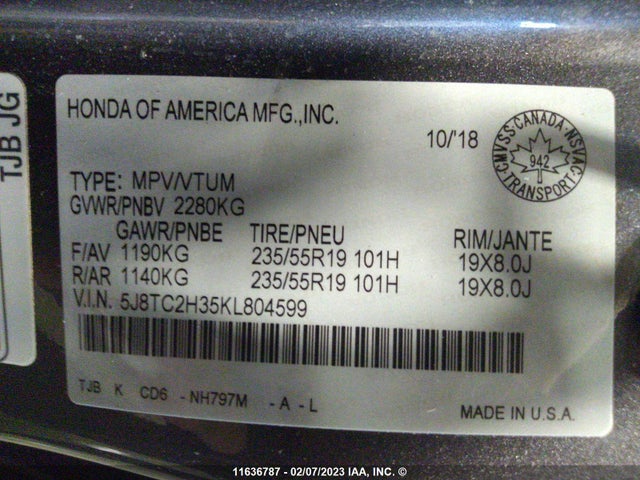 TJB JG
HONDA OF AMERICA MFG.,INC.
10/'18
CMVSS·CANADA·NSVAC
942
TRANSPORT
TYPE: MPV/VTUM
GVWR/PNBV 2280KG
GAWR/PNBE TIRE/PNEU RIM/JANTE
F/AV 1190KG 235/55R19 101H 19X8.0J
R/AR 1140KG 235/55R19 101H 19X8.0J
V.I.N. 5J8TC2H35KL804599
TJB K CD6 - NH797M - A - L
MADE IN U.S.A.
11636787 - 02/07/2023 IAA, INC. ©